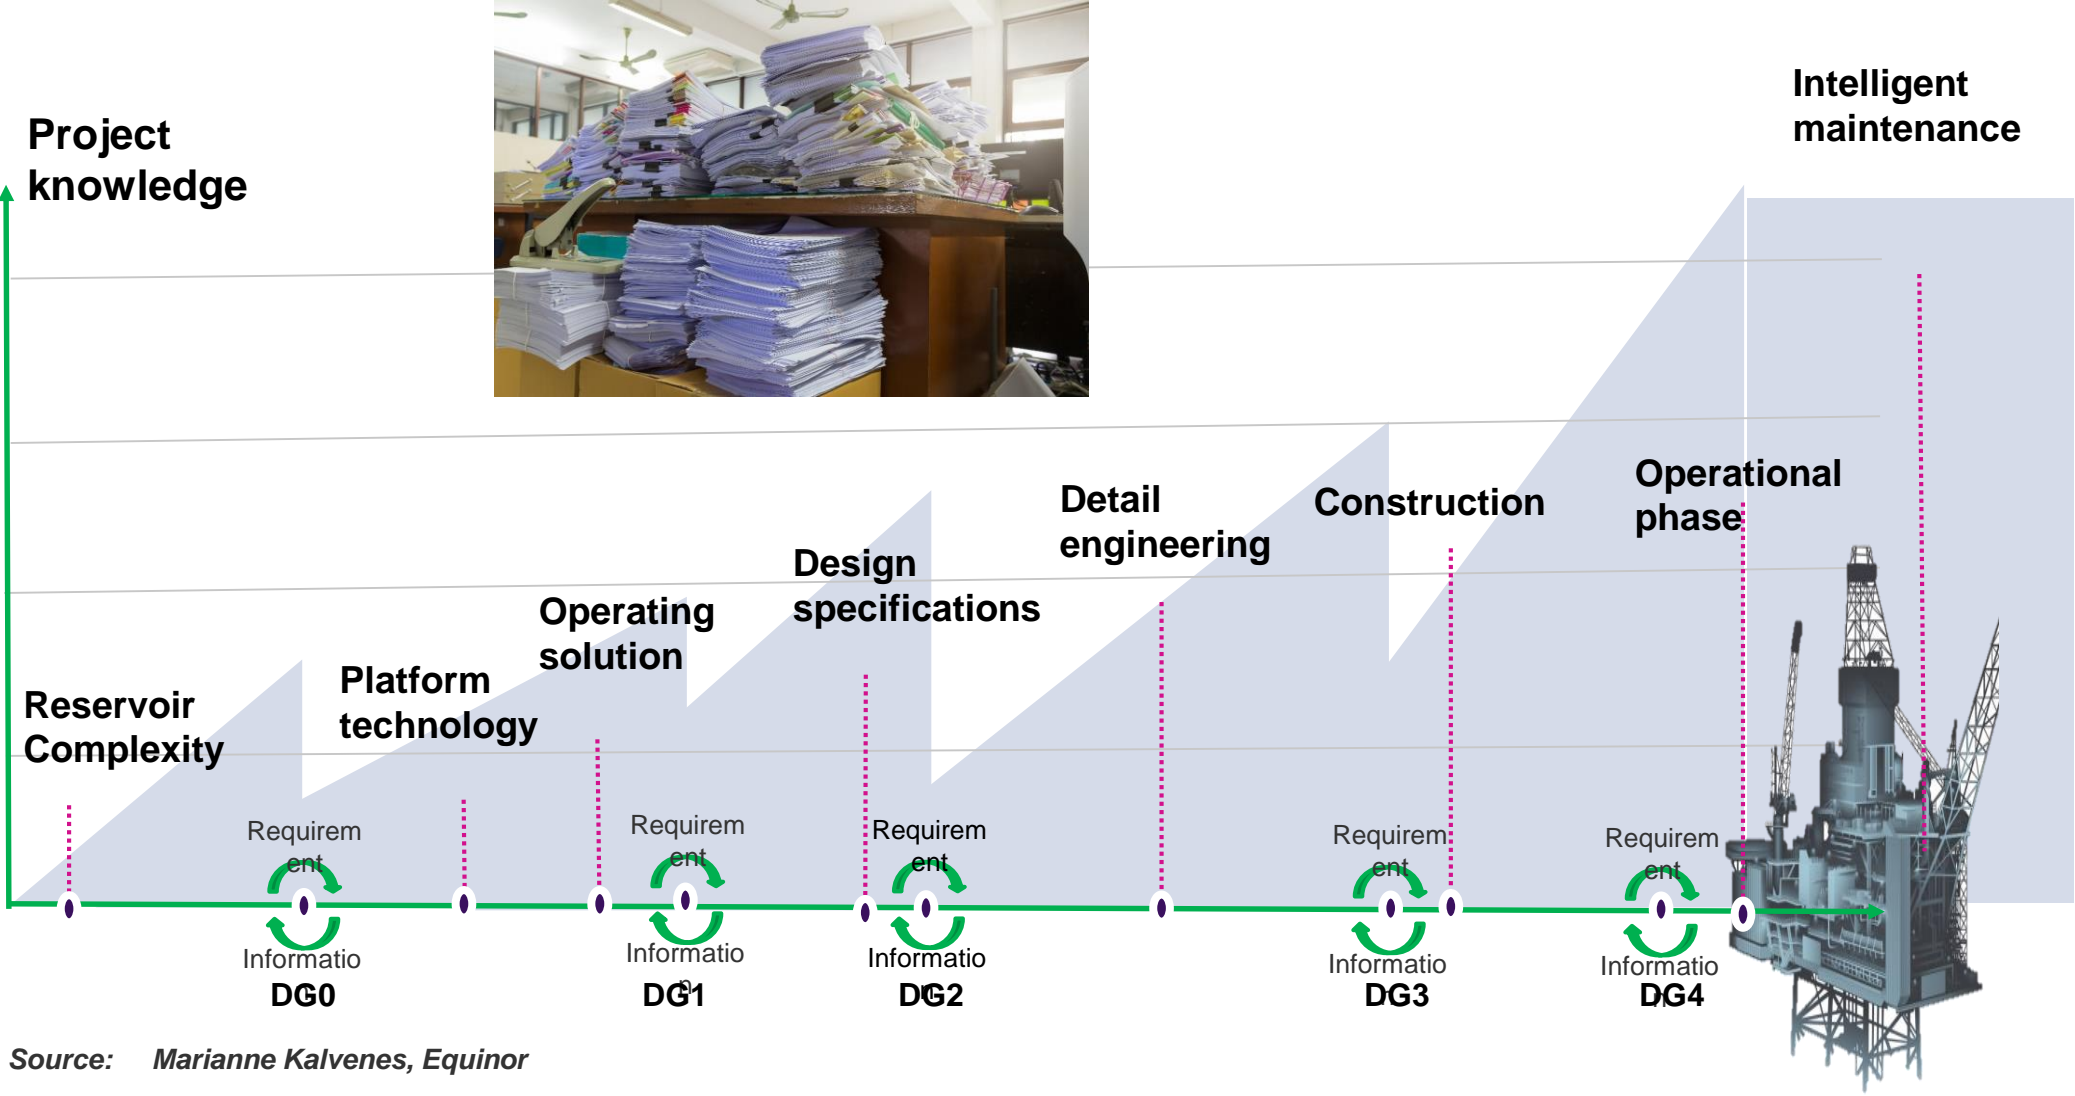 Project
knowledge
Intelligent
maintenance
Reservoir
Complexity
Platform
technology
Operating
solution
Design
specifications
Detail
engineering
Construction
Operational
phase
Requirem
ent
Informatio
DG0
Requirem
ent
Informatio
n
DG1
Requirem
ent
Informatio
n
DG2
Requirem
ent
Informatio
n
DG3
Requirem
ent
Informatio
n
DG4
Source: Marianne Kalvenes, Equinor